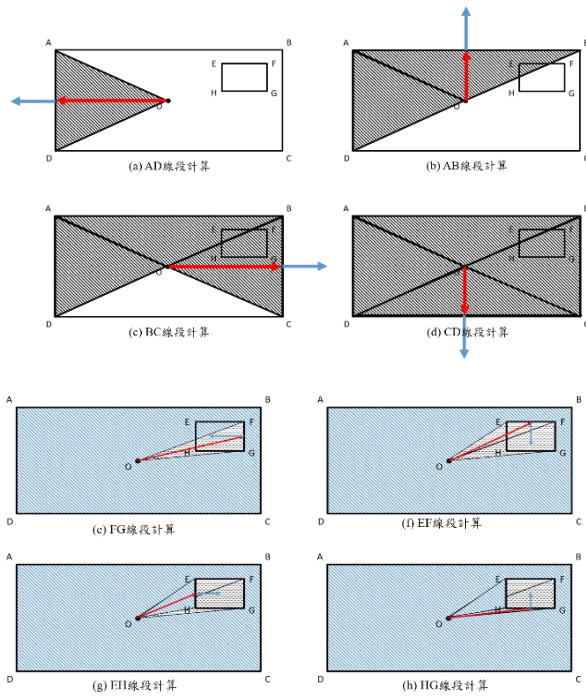 A B
E F
O H G
D C
(a) AD線段計算
A B
E F
O H G
D C
(b) AB線段計算
A B
E F
O H G
D C
(c) BC線段計算
A B
E F
O H G
D C
(d) CD線段計算
A B
E F
H G
O
D C
(e) FG線段計算
A B
E F
H G
O
D C
(f) EF線段計算
A B
E F
H G
O
D C
(g) EH線段計算
A B
E F
H G
O
D C
(h) HG線段計算